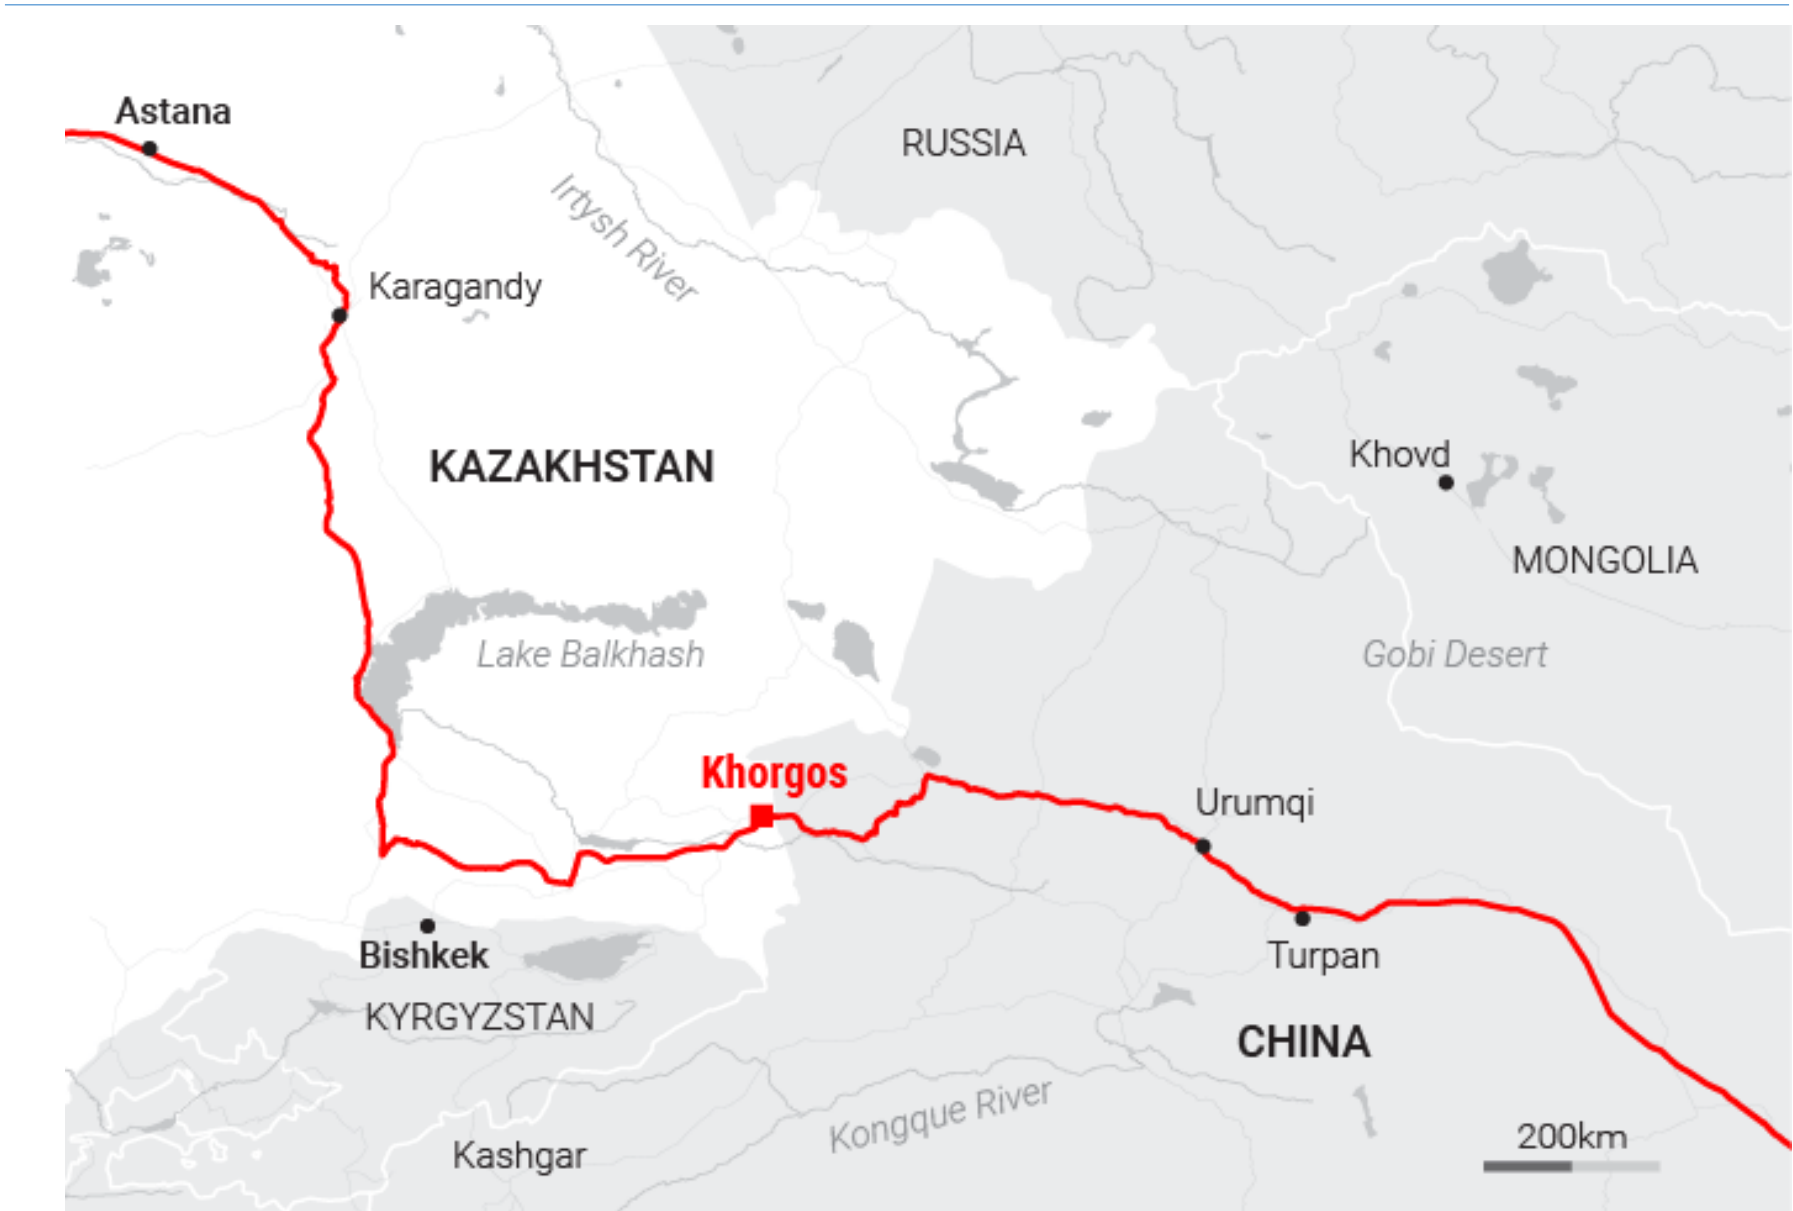 Astana
RUSSIA
Irtysh River
Karagandy
KAZAKHSTAN
Khovd
MONGOLIA
Lake Balkhash
Gobi Desert
Khorgos
Urumqi
Bishkek
Turpan
KYRGYZSTAN
CHINA
Kongque River
200km
Kashgar